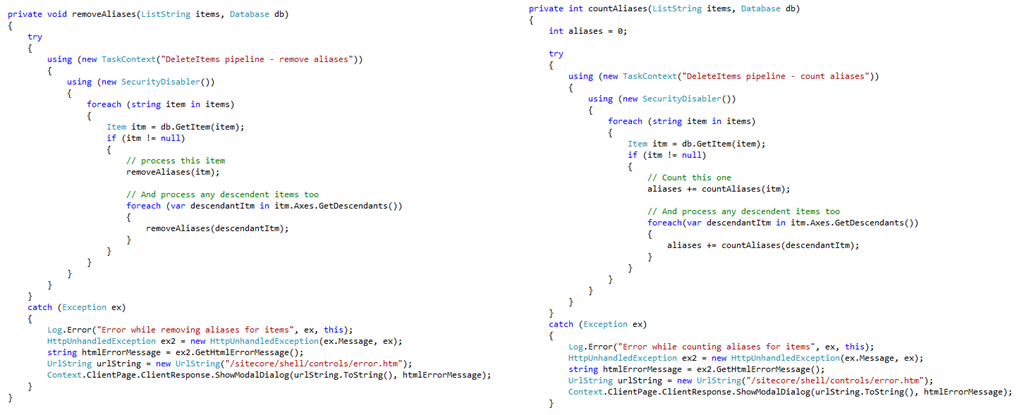 private void removeAliases(ListString items, Database db)
{
    try
    {
        using (new TaskContext("DeleteItems pipeline - remove aliases"))
        {
            using (new SecurityDisabler())
            {
                foreach (string item in items)
                {
                    Item itm = db.GetItem(item);
                    if (itm != null)
                    {
                        // process this item
                        removeAliases(itm);

                        // And process any descendent items too
                        foreach (var descendantItm in itm.Axes.GetDescendants())
                        {
                            removeAliases(descendantItm);
                        }
                    }
                }
            }
        }
    }
    catch (Exception ex)
    {
        Log.Error("Error while removing aliases for items", ex, this);
        HttpUnhandledException ex2 = new HttpUnhandledException(ex.Message, ex);
        string htmlErrorMessage = ex2.GetHtmlErrorMessage();
        UrlString urlString = new UrlString("/sitecore/shell/controls/error.htm");
        Context.ClientPage.ClientResponse.ShowModalDialog(urlString.ToString(), htmlErrorMessage);
    }
}
private int countAliases(ListString items, Database db)
{
    int aliases = 0;

    try
    {
        using (new TaskContext("DeleteItems pipeline - count aliases"))
        {
            using (new SecurityDisabler())
            {
                foreach (string item in items)
                {
                    Item itm = db.GetItem(item);
                    if (itm != null)
                    {
                        // Count this one
                        aliases += countAliases(itm);

                        // And process any descendent items too
                        foreach(var descendantItm in itm.Axes.GetDescendants())
                        {
                            aliases += countAliases(descendantItm);
                        }
                    }
                }
            }
        }
    }
    catch (Exception ex)
    {
        Log.Error("Error while counting aliases for items", ex, this);
        HttpUnhandledException ex2 = new HttpUnhandledException(ex.Message, ex);
        string htmlErrorMessage = ex2.GetHtmlErrorMessage();
        UrlString urlString = new UrlString("/sitecore/shell/controls/error.htm");
        Context.ClientPage.ClientResponse.ShowModalDialog(urlString.ToString(), htmlErrorMessage);
    }